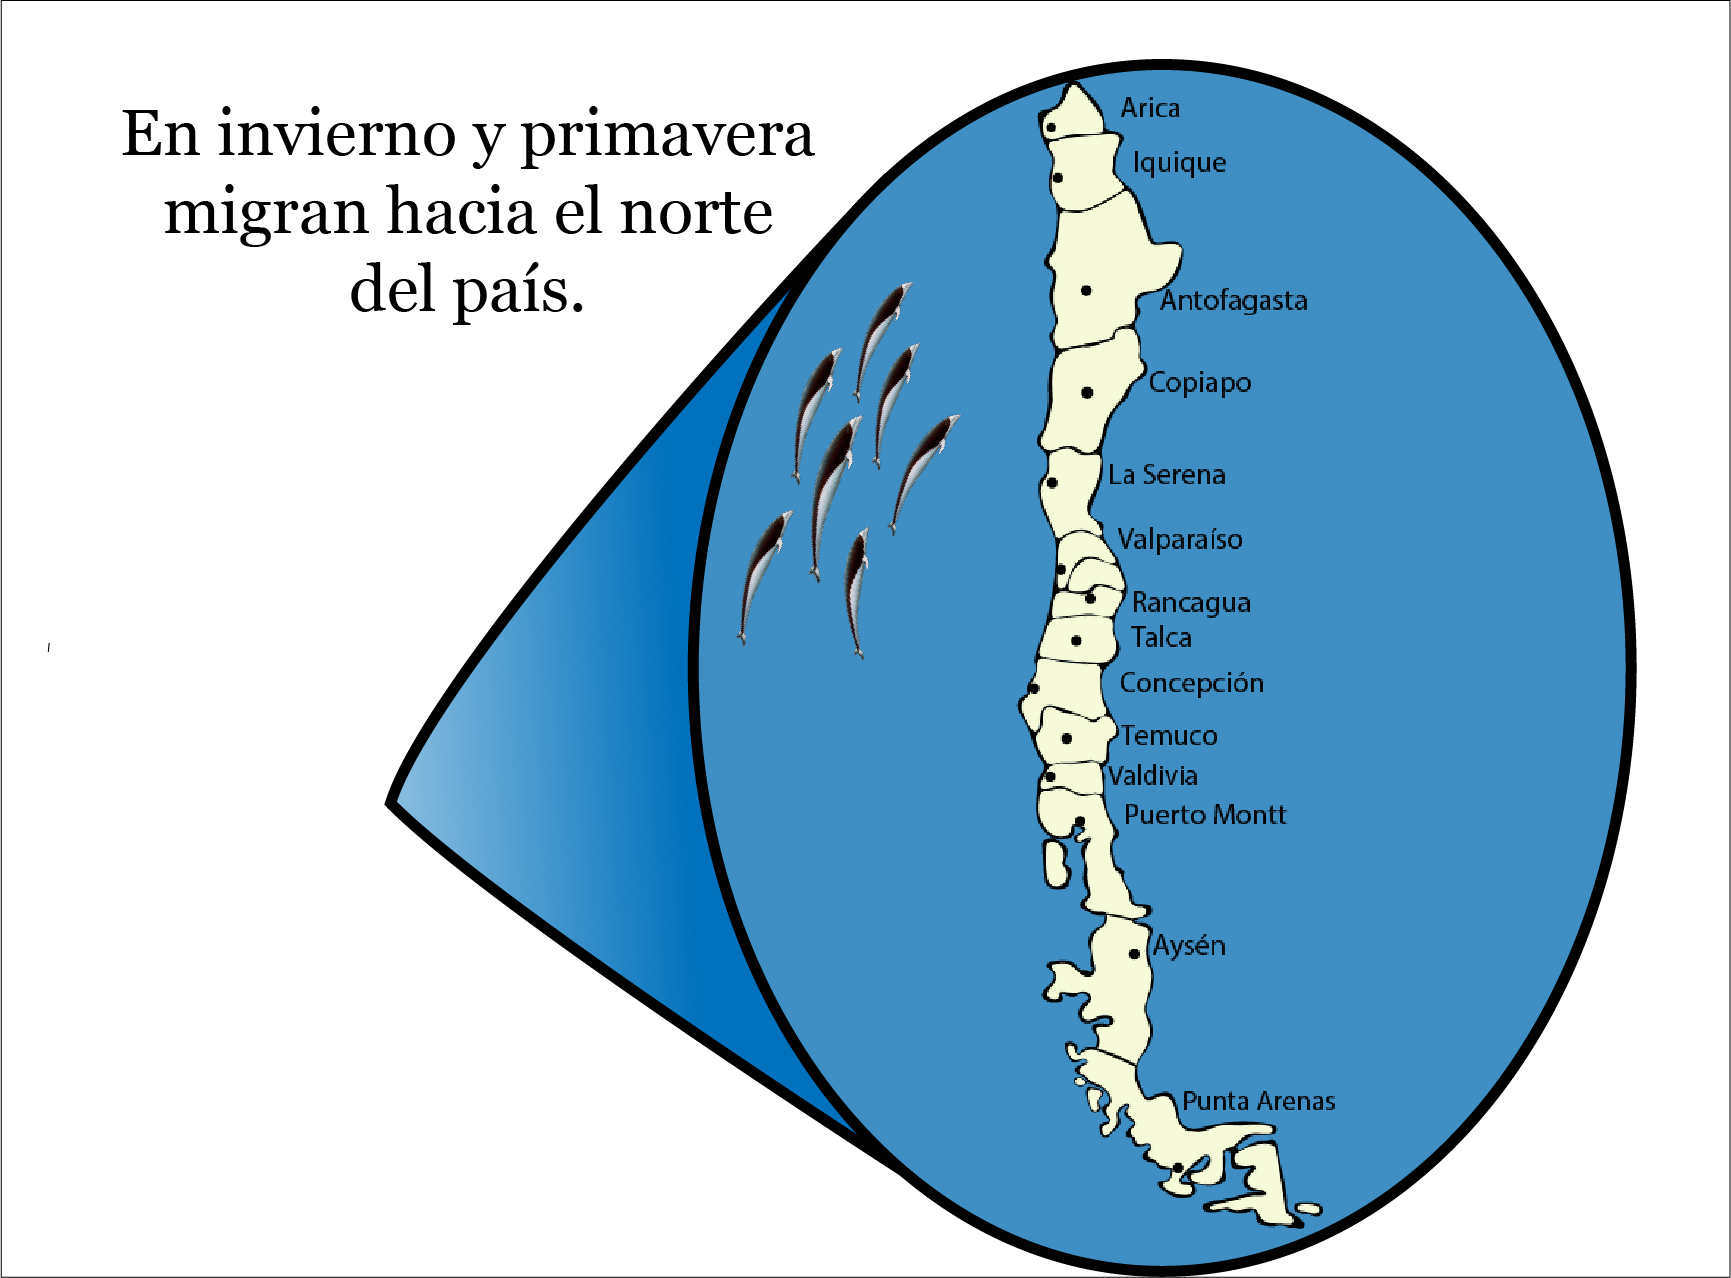 En invierno y primavera
migran hacia el norte
del país.
Arica
Iquique
Antofagasta
Copiapo
La Serena
Valparaíso
Rancagua
Talca
Concepción
Temuco
Valdivia
Puerto Montt
Aysén
Punta Arenas